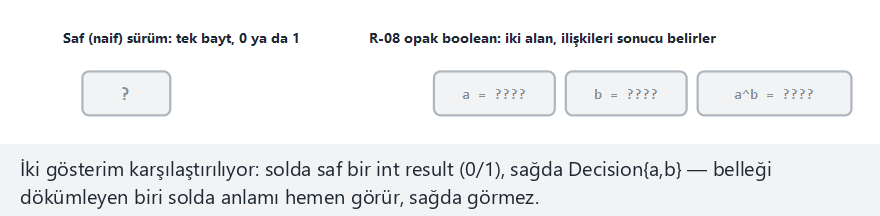 Saf (naif) sürüm: tek bayt, 0 ya da 1
R-08 opak boolean: iki alan, ilişkileri sonucu belirler
?
a = ????
b = ????
a^b = ????
İki gösterim karşılaştırılıyor: solda saf bir int result (0/1), sağda Decision{a,b} — belleği
dökümleyen biri solda anlamı hemen görür, sağda görmez.